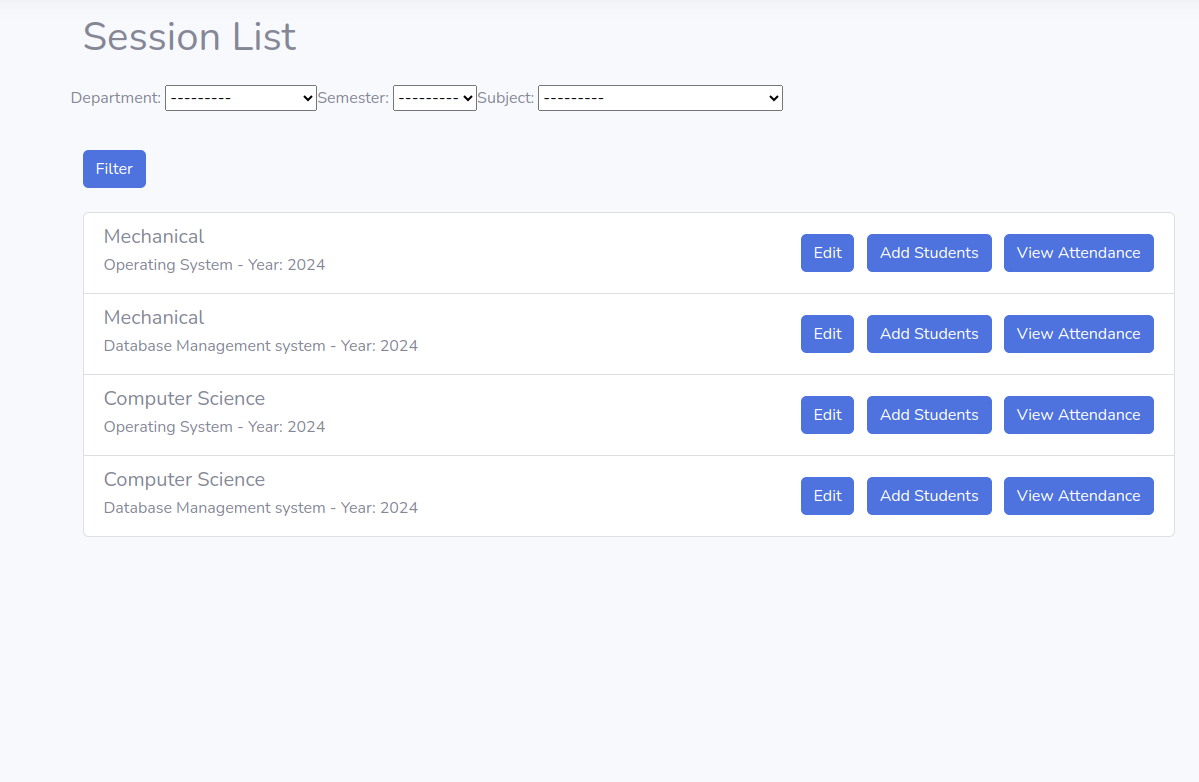 Session List
Department: --------- Semester: --------- Subject: ---------
Filter
Mechanical
Operating System - Year: 2024
Edit Add Students View Attendance
Mechanical
Database Management system - Year: 2024
Edit Add Students View Attendance
Computer Science
Operating System - Year: 2024
Edit Add Students View Attendance
Computer Science
Database Management system - Year: 2024
Edit Add Students View Attendance